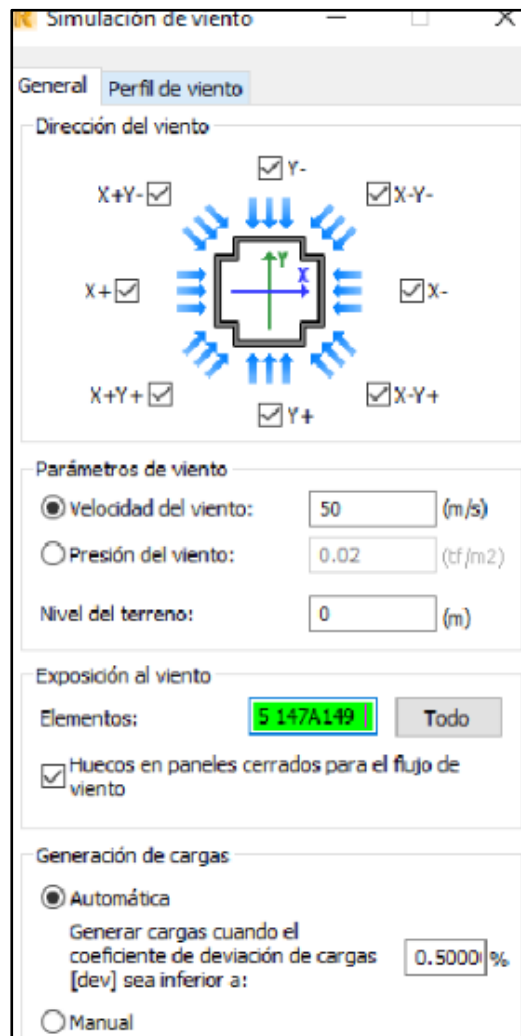 Simulación de viento
General Perfil de viento
Dirección del viento
Y-
X+Y- X-Y-
Y
X
X+ X-
X+Y+ X-Y+
Y+
Parámetros de viento
Velocidad del viento: 50 (m/s)
Presión del viento: 0.02 (tf/m2)
Nivel del terreno: 0 (m)
Exposición al viento
Elementos: 5 147A149 Todo
Huecos en paneles cerrados para el flujo de
viento
Generación de cargas
Automática
Generar cargas cuando el
coeficiente de deviación de cargas 0.5000 %
[dev] sea inferior a:
Manual